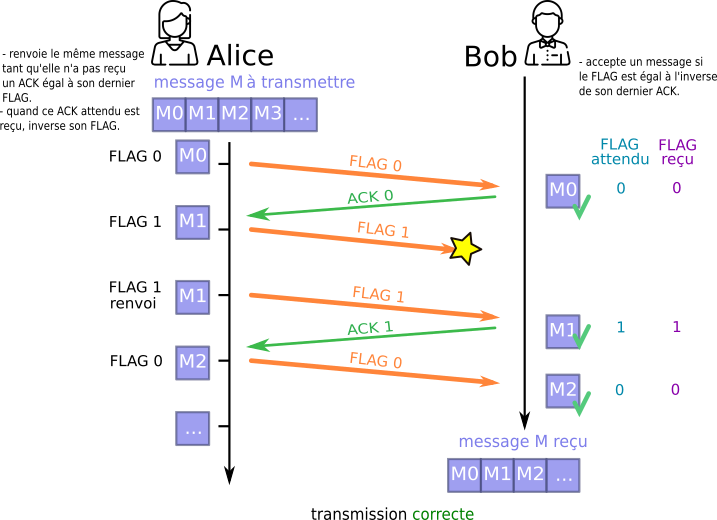 Alice
Bob
- renvoie le même message
tant qu'elle n'a pas reçu
un ACK égal à son dernier
FLAG.
- quand ce ACK attendu est
reçu, inverse son FLAG.
- accepte un message si
le FLAG est égal à l'inverse
de son dernier ACK.
message M à transmettre
M0 M1 M2 M3 ...
FLAG attendu
FLAG reçu
FLAG 0
M0
FLAG 0
M0
0
0
ACK 0
FLAG 1
M1
FLAG 1
FLAG 1
renvoi
M1
FLAG 1
M1
1
1
ACK 1
FLAG 0
M2
FLAG 0
M2
0
0
...
message M reçu
M0 M1 M2 ...
transmission correcte